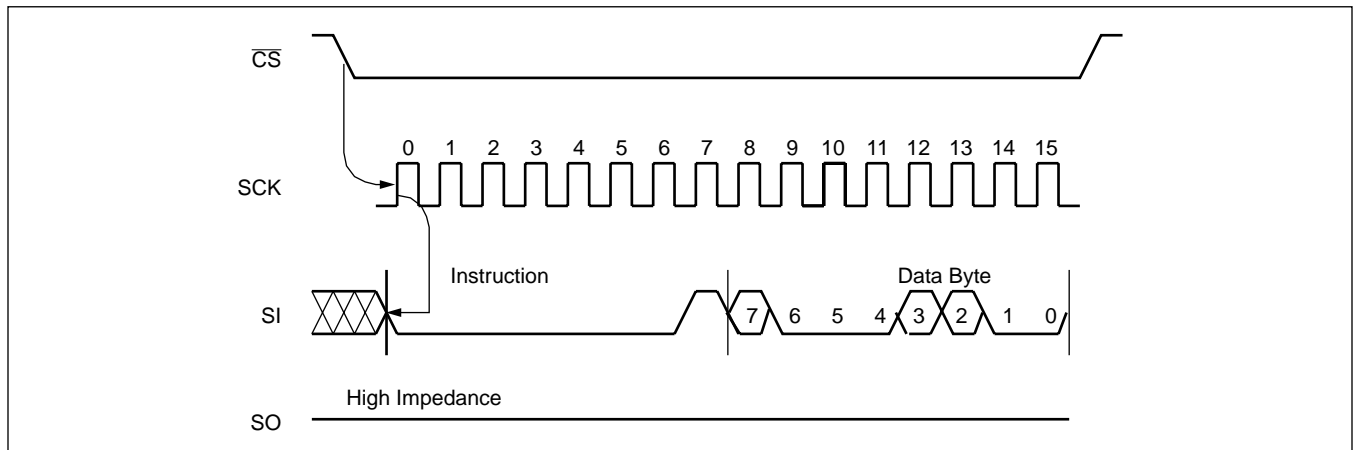 CS
0 1 2 3 4 5 6 7 8 9 10 11 12 13 14 15
SCK
Instruction
Data Byte
SI
7 6 5 4 3 2 1 0
High Impedance
SO